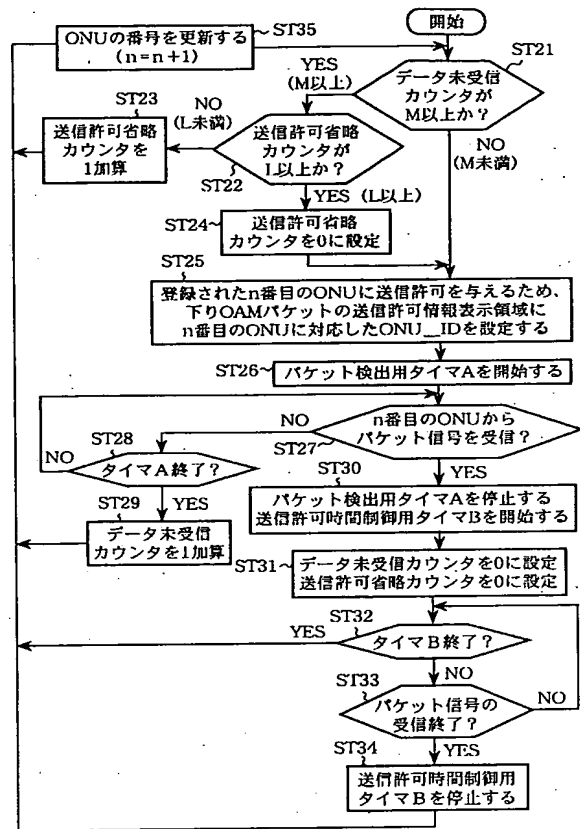 開始
ONUの番号を更新する
(n=n+1)
ST35
ST21
データ未受信
カウンタが
M以上か?
YES
(M以上)
NO
(M未満)
ST23
送信許可省略
カウンタを
1加算
NO
(L未満)
送信許可省略
カウンタが
L以上か?
ST22
YES (L以上)
ST24
送信許可省略
カウンタを0に設定
ST25
登録されたn番目のONUに送信許可を与えるため、
下りOAMパケットの送信許可情報表示領域に
n番目のONUに対応したONU_IDを設定する
ST26
パケット検出用タイマAを開始する
n番目のONUから
パケット信号を受信?
ST27
NO
YES
ST28
タイマA終了?
NO
YES
ST29
データ未受信
カウンタを1加算
ST30
パケット検出用タイマAを停止する
送信許可時間制御用タイマBを開始する
ST31
データ未受信カウンタを0に設定
送信許可省略カウンタを0に設定
ST32
タイマB終了?
YES
NO
ST33
パケット信号の
受信終了?
NO
YES
ST34
送信許可時間制御用
タイマBを停止する